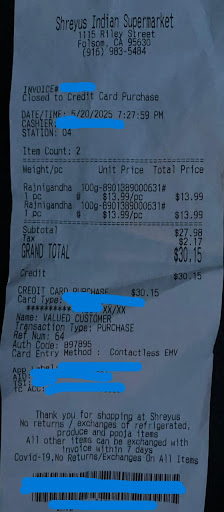 Shreyus Indian Supermarket
1115 Riley Street
Folsom, CA 95630
(916) 983-5484
INVOICE#
Closed to Credit Card Purchase
DATE/TIME: 5/20/2025 7:27:59 PM
CASHIER:
STATION: 04
Item Count: 2
Weight/pc Unit Price Total Price
Rajnigandha 100g-8901389000631#
1 pc @ $13.99/pc $13.99
Rajnigandha 100g-8901389000631#
1 pc @ $13.99/pc $13.99
Subtotal $27.98
Tax $2.17
GRAND TOTAL $30.15
Credit $30.15
CREDIT CARD PURCHASE $30.15
Card Type:
********** XX/XX
Name: VALUED CUSTOMER
Transaction Type: PURCHASE
Ref Num: 64
Auth Code: 897895
Card Entry Method : Contactless EMV
App Label:
AID:
TSI:
TC ACC:
Thank you for shopping at Shreyus
No returns / exchanges of refrigerated,
produce and pooja items
All other items can be exchanged with
invoice within 7 days
Covid-19,No Returns/Exchanges On All Items